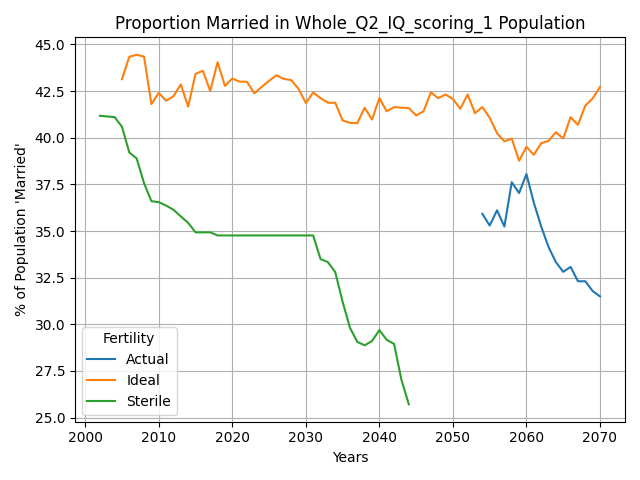 Proportion Married in Whole_Q2_IQ_scoring_1 Population
% of Population 'Married'
45.0
42.5
40.0
37.5
35.0
32.5
30.0
27.5
25.0
Fertility
Actual
Ideal
Sterile
2000 2010 2020 2030 2040 2050 2060 2070
Years